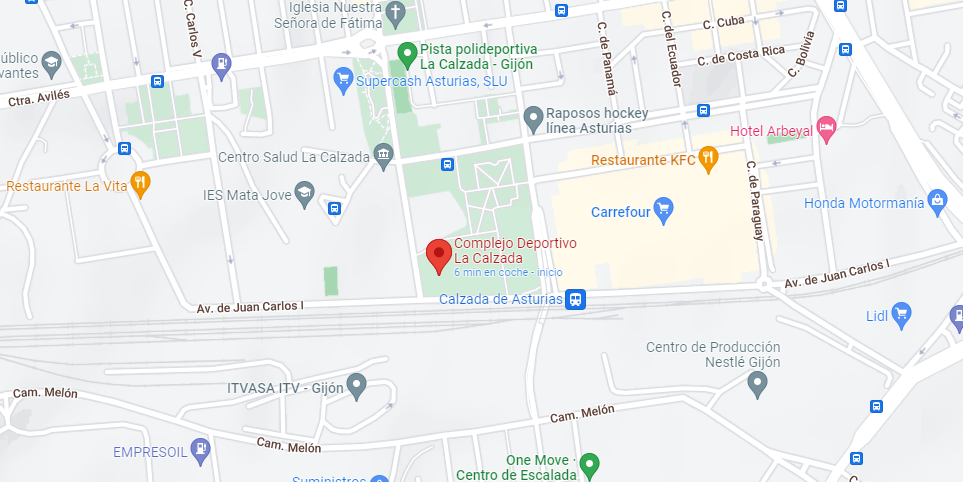 Iglesia Nuestra
Señora de Fátima
C. Carlos V
C. Cuba
C. de Panamá
C. del Ecuador
C. de Costa Rica
C. Bolivia
Pista polideportiva
La Calzada - Gijón
úblico
vantes
Ctra. Avilés
Supercash Asturias, SLU
Raposos hockey
línea Asturias
Hotel Arbeyal
Centro Salud La Calzada
Restaurante KFC
Restaurante La Vita
IES Mata Jove
Carrefour
C. de Paraguay
Honda Motormanía
Complejo Deportivo
La Calzada
6 min en coche - inicio
Av. de Juan Carlos I
Av. de Juan Carlos I
Calzada de Asturias
Lidl
Centro de Producción
Nestlé Gijón
ITVASA ITV - Gijón
Cam. Melón
Cam. Melón
Cam. Melón
EMPRESOIL
One Move ·
Centro de Escalada
Suministros